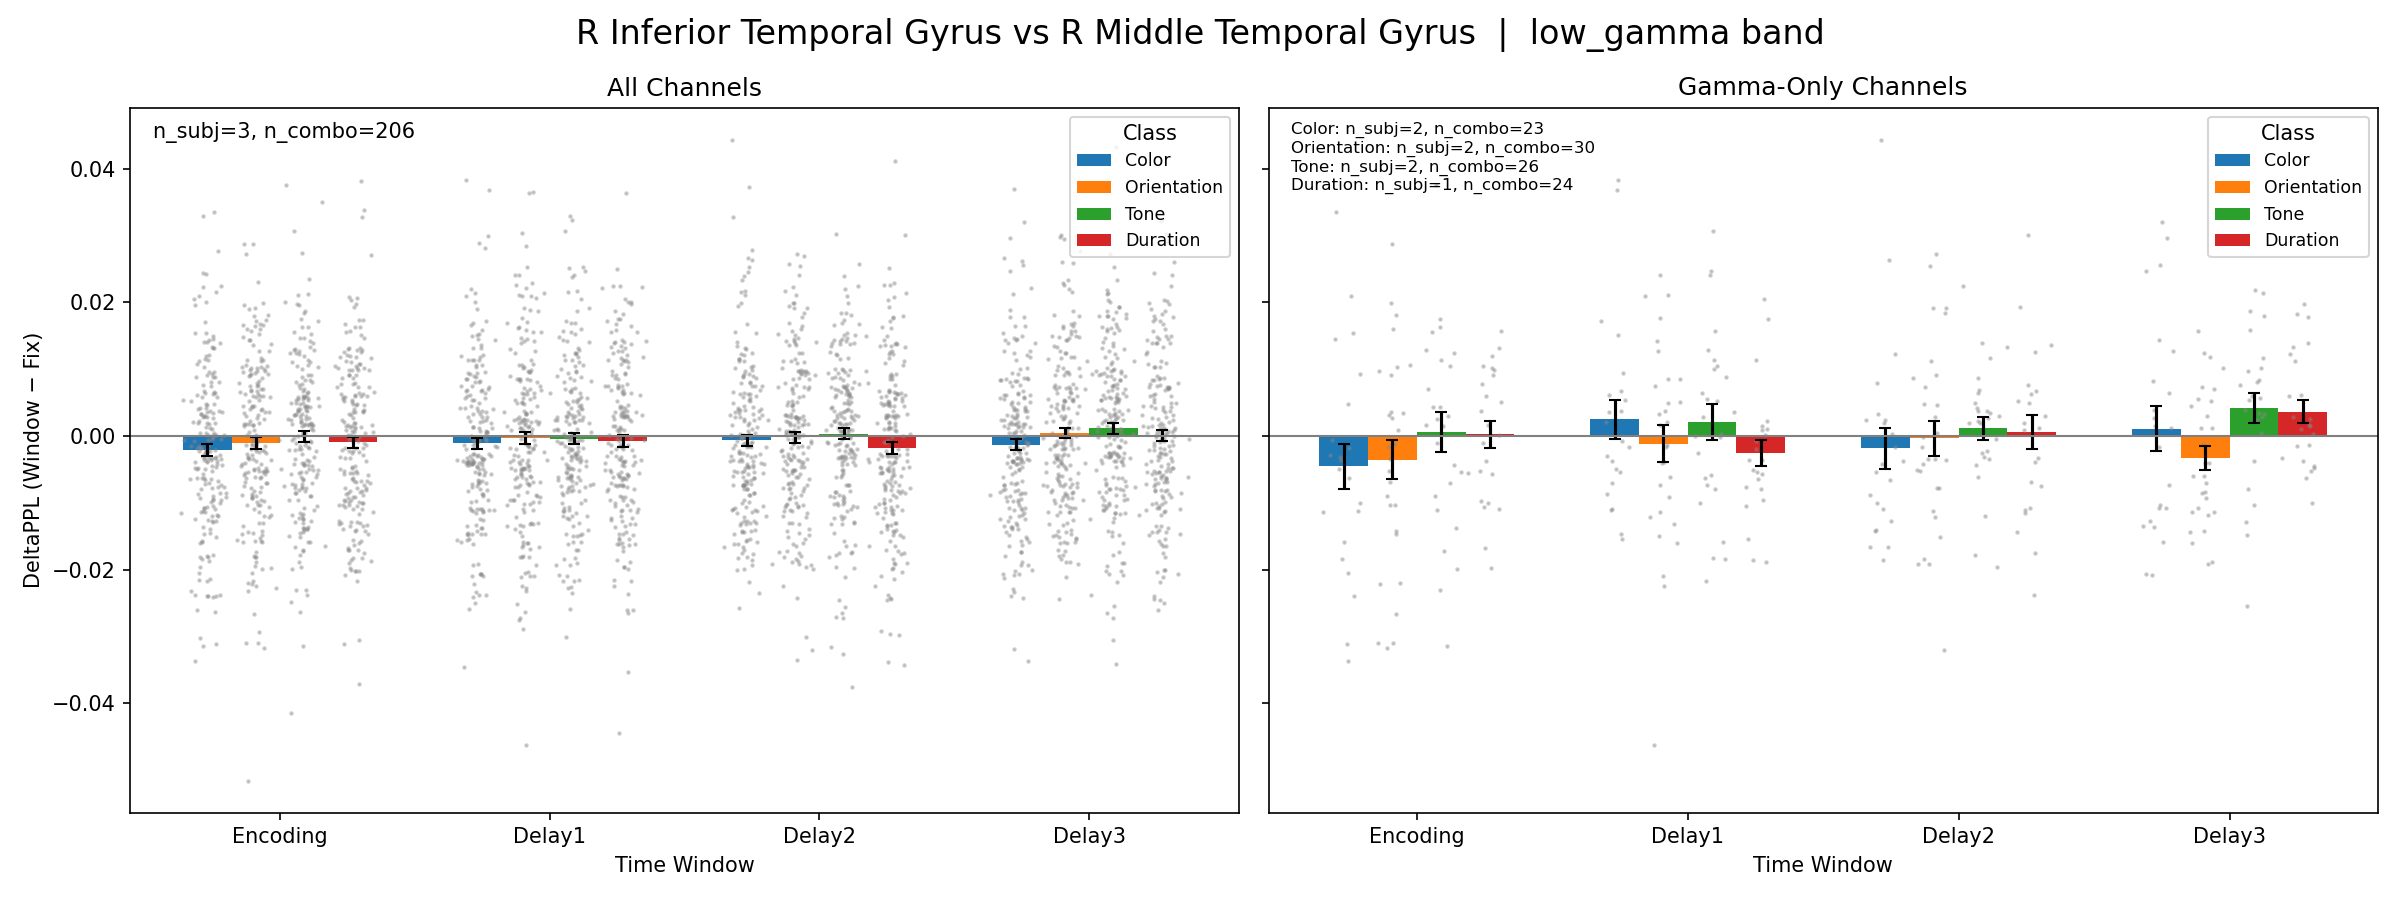 R Inferior Temporal Gyrus vs R Middle Temporal Gyrus | low_gamma band
All Channels
n_subj=3, n_combo=206
Class
Color
Orientation
Tone
Duration
DeltaPPL (Window − Fix)
0.04
0.02
0.00
−0.02
−0.04
Encoding
Delay1
Delay2
Delay3
Time Window
Gamma-Only Channels
Color: n_subj=2, n_combo=23
Orientation: n_subj=2, n_combo=30
Tone: n_subj=2, n_combo=26
Duration: n_subj=1, n_combo=24
Class
Color
Orientation
Tone
Duration
Encoding
Delay1
Delay2
Delay3
Time Window